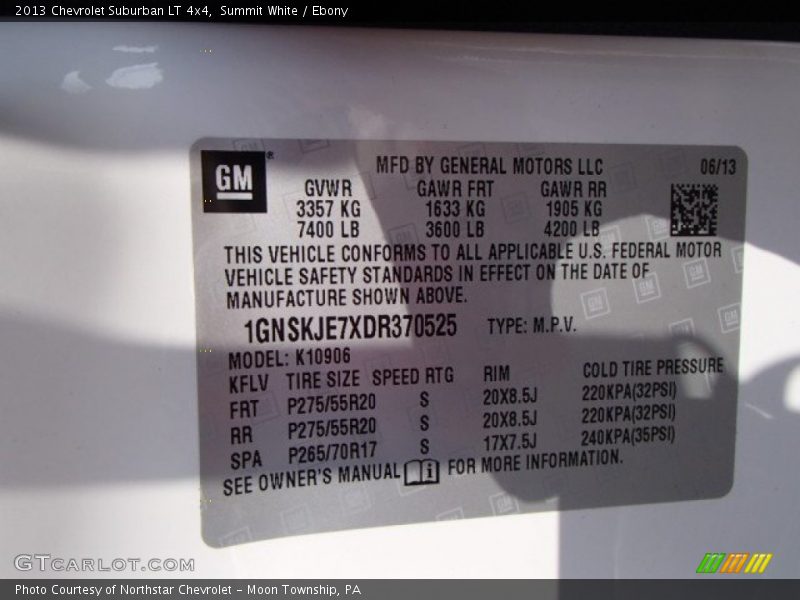 2013 Chevrolet Suburban LT 4x4, Summit White / Ebony
GM®
MFD BY GENERAL MOTORS LLC 06/13
GVWR GAWR FRT GAWR RR
3357 KG 1633 KG 1905 KG
7400 LB 3600 LB 4200 LB
THIS VEHICLE CONFORMS TO ALL APPLICABLE U.S. FEDERAL MOTOR
VEHICLE SAFETY STANDARDS IN EFFECT ON THE DATE OF
MANUFACTURE SHOWN ABOVE.
1GNSKJE7XDR370525 TYPE: M.P.V.
MODEL: K10906
KFLV TIRE SIZE SPEED RTG RIM COLD TIRE PRESSURE
FRT P275/55R20 S 20X8.5J 220KPA(32PSI)
RR P275/55R20 S 20X8.5J 220KPA(32PSI)
SPA P265/70R17 S 17X7.5J 240KPA(35PSI)
SEE OWNER'S MANUAL FOR MORE INFORMATION.
GTCARLOT.COM
Photo Courtesy of Northstar Chevrolet - Moon Township, PA